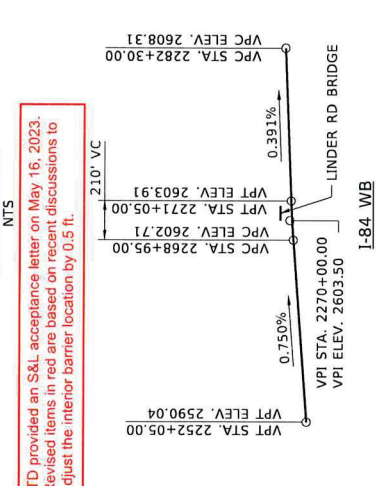 NTS
TD provided an S&L acceptance letter on May 16, 2023.
evised items in red are based on recent discussions to
djust the interior barrier location by 0.5 ft.
210' VC
VPT STA. 2252+05.00
VPT ELEV. 2590.04
VPC STA. 2268+95.00
VPC ELEV. 2602.71
VPT STA. 2271+05.00
VPT ELEV. 2603.91
VPC STA. 2282+30.00
VPC ELEV. 2608.31
0.750%
0.391%
VPI STA. 2270+00.00
VPI ELEV. 2603.50
LINDER RD BRIDGE
I-84 WB